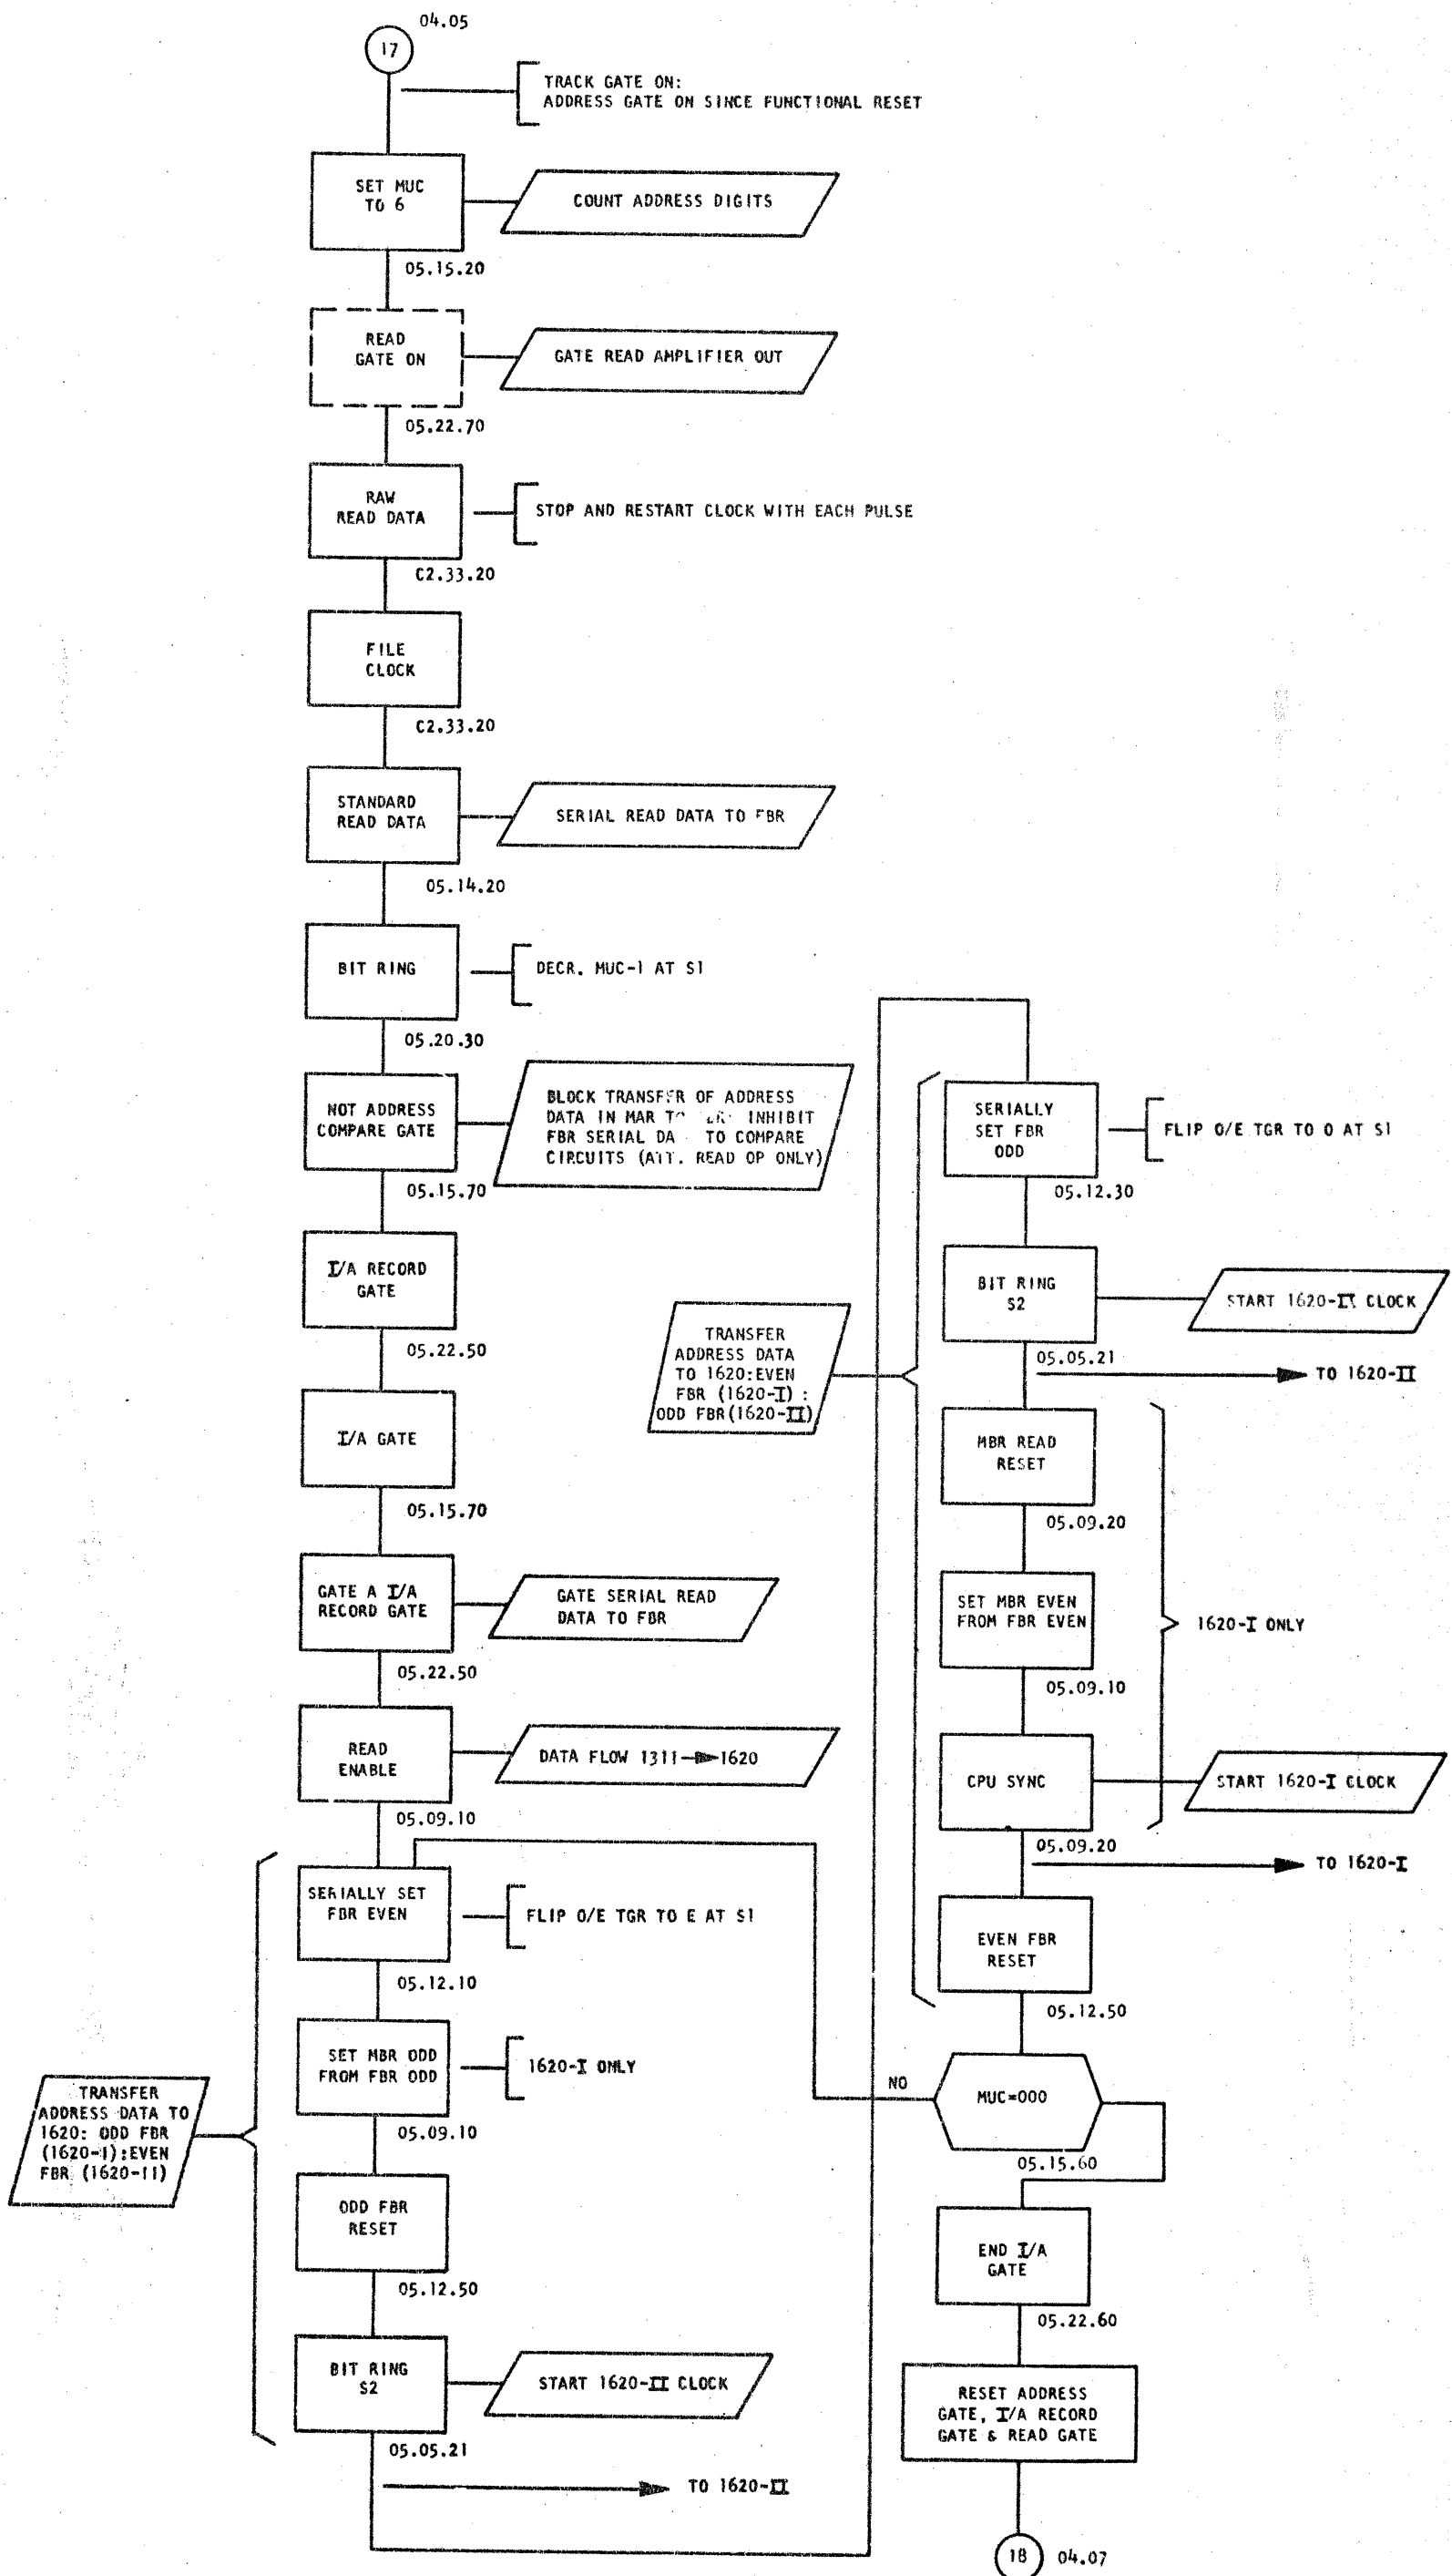 04.05
17
TRACK GATE ON:
ADDRESS GATE ON SINCE FUNCTIONAL RESET
SET MUC
TO 6
COUNT ADDRESS DIGITS
05.15.20
READ
GATE ON
GATE READ AMPLIFIER OUT
05.22.70
RAW
READ DATA
STOP AND RESTART CLOCK WITH EACH PULSE
C2.33.20
FILE
CLOCK
C2.33.20
STANDARD
READ DATA
SERIAL READ DATA TO FBR
05.14.20
BIT RING
DECR. MUC-1 AT S1
05.20.30
NOT ADDRESS
COMPARE GATE
BLOCK TRANSFER OF ADDRESS
DATA IN MAR INHIBIT
FBR SERIAL TO COMPARE
CIRCUITS (READ OP ONLY)
05.15.70
I/A RECORD
GATE
05.22.50
I/A GATE
05.15.70
GATE A I/A
RECORD GATE
GATE SERIAL READ
DATA TO FBR
05.22.50
READ
ENABLE
DATA FLOW 1311→1620
05.09.10
SERIALLY SET
FBR EVEN
FLIP O/E TGR TO E AT S1
05.12.10
SET MBR ODD
FROM FBR ODD
1620-I ONLY
05.09.10
TRANSFER
ADDRESS DATA TO
1620: ODD FBR
(1620-I):EVEN
FBR (1620-II)
ODD FBR
RESET
05.12.50
BIT RING
S2
START 1620-II CLOCK
05.05.21
TO 1620-II
SERIALLY
SET FBR
ODD
FLIP O/E TGR TO O AT S1
05.12.30
BIT RING
S2
START 1620-II CLOCK
05.05.21
TO 1620-II
TRANSFER
ADDRESS DATA
TO 1620:EVEN
FBR (1620-I) :
ODD FBR(1620-II)
MBR READ
RESET
05.09.20
SET MBR EVEN
FROM FBR EVEN
1620-I ONLY
05.09.10
CPU SYNC
START 1620-I CLOCK
05.09.20
TO 1620-I
EVEN FBR
RESET
05.12.50
NO
MUC=000
05.15.60
END I/A
GATE
05.22.60
RESET ADDRESS
GATE, I/A RECORD
GATE & READ GATE
18
04.07